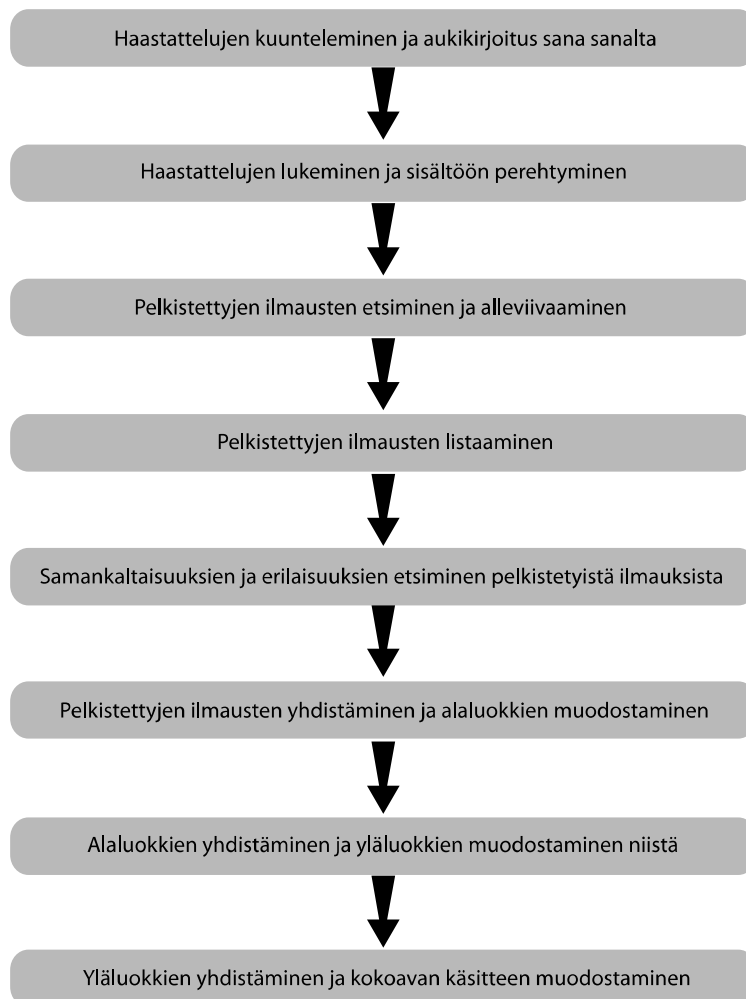 Haastattelujen kuunteleminen ja aukikirjoitus sana sanalta
Haastattelujen lukeminen ja sisältöön perehtyminen
Pelkistettyjen ilmausten etsiminen ja alleviivaaminen
Pelkistettyjen ilmausten listaaminen
Samankaltaisuuksien ja erilaisuuksien etsiminen pelkistetyistä ilmauksista
Pelkistettyjen ilmausten yhdistäminen ja alaluokkien muodostaminen
Alaluokkien yhdistäminen ja yläluokkien muodostaminen niistä
Yläluokkien yhdistäminen ja kokoavan käsitteen muodostaminen